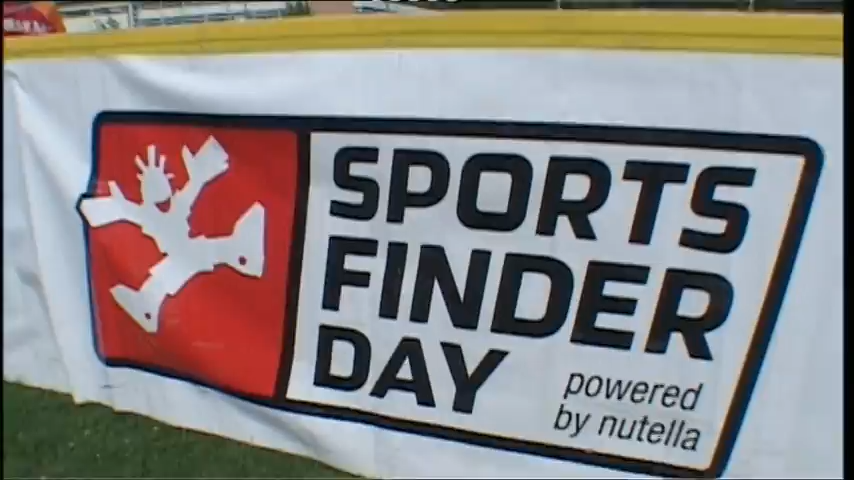 SPORTS
FINDER
DAY
powered
by nutella